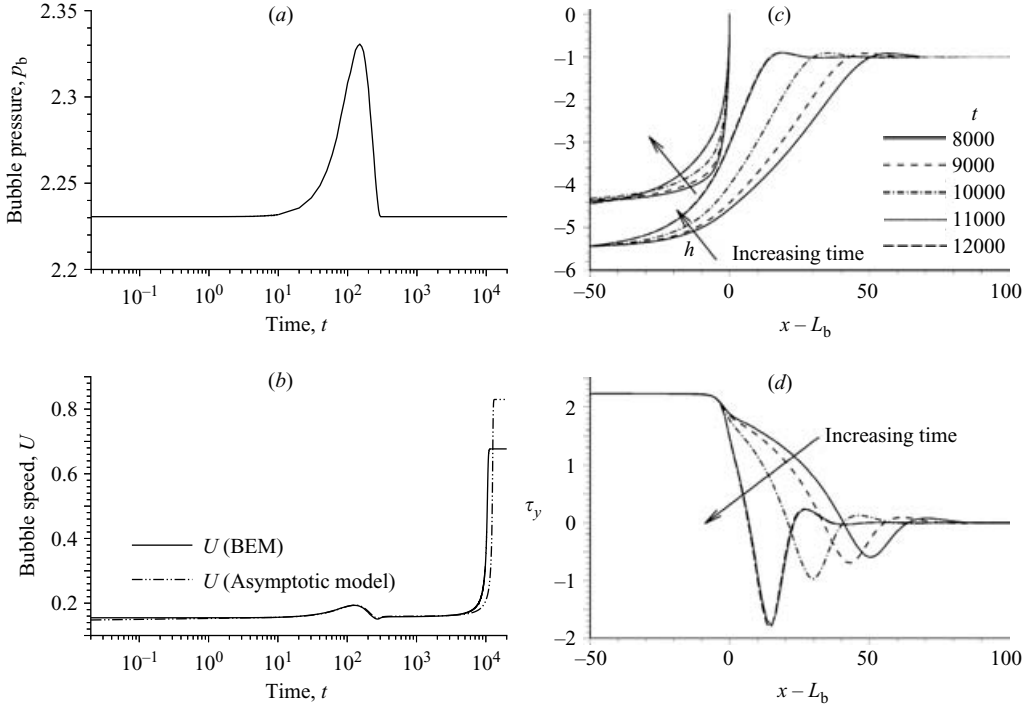 (a)
2.35
2.3
2.25
2.2
Bubble pressure, p_b
10^{-1} 10^0 10^1 10^2 10^3 10^4
Time, t
(c)
0
–1
–2
–3
–4
–5
–6
–50 0 50 100
x – L_b
t
8000
9000
10000
11000
12000
h
Increasing time
(b)
0.8
0.6
0.4
0.2
Bubble speed, U
U (BEM)
U (Asymptotic model)
10^{-1} 10^0 10^1 10^2 10^3 10^4
Time, t
(d)
2
1
0
–1
–2
τ_y
Increasing time
–50 0 50 100
x – L_b